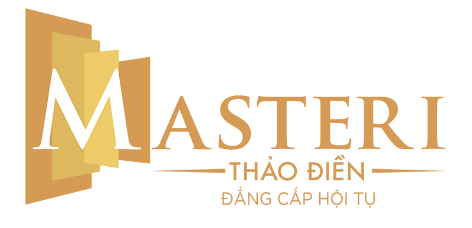 MASTERI
THẢO ĐIỀN
ĐẲNG CẤP HỘI TỤ